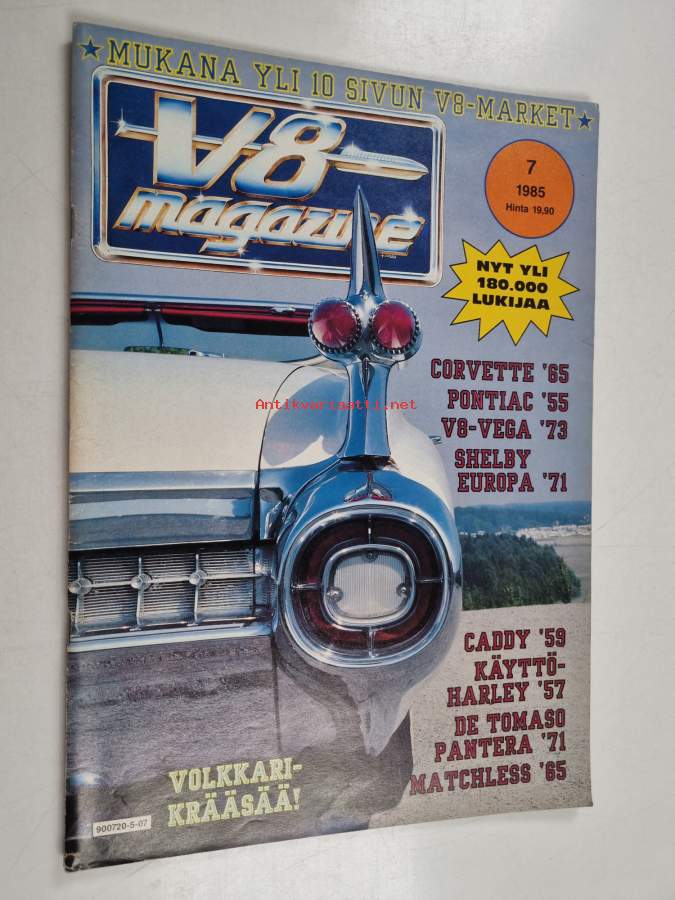 ★MUKANA YLI 10 SIVUN V8-MARKET★
V8
magazine
7
1985
Hinta 19,90
NYT YLI
180.000
LUKIJAA
CORVETTE '65
PONTIAC '55
V8-VEGA '73
SHELBY
EUROPA '71
Antikvariaatti.net
CADDY '59
KÄYTTÖ-
HARLEY '57
DE TOMASO
PANTERA '71
MATCHLESS '65
VOLKKARI-
KRÄÄSÄÄ!
900720-5-07